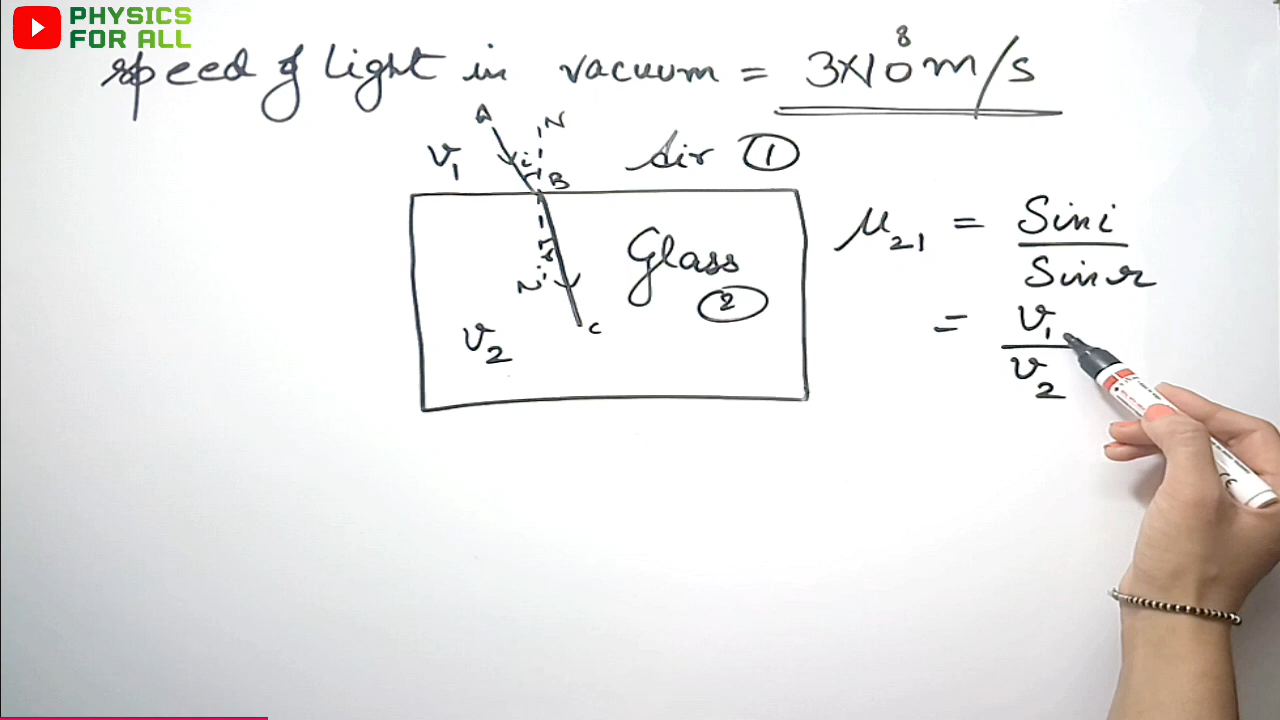 PHYSICS
FOR ALL
speed of light in vacuum = 3×10⁸ m/s
A
N
v₁
i
Air ①
B
μ₂₁ = Sin i / Sin r
r
Glass
N'
②
C
= v₁ / v₂
v₂